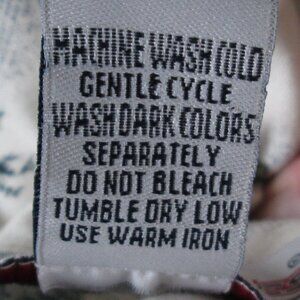 MACHINE WASH COLD
GENTLE CYCLE
WASH DARK COLORS
SEPARATELY
DO NOT BLEACH
TUMBLE DRY LOW
USE WARM IRON